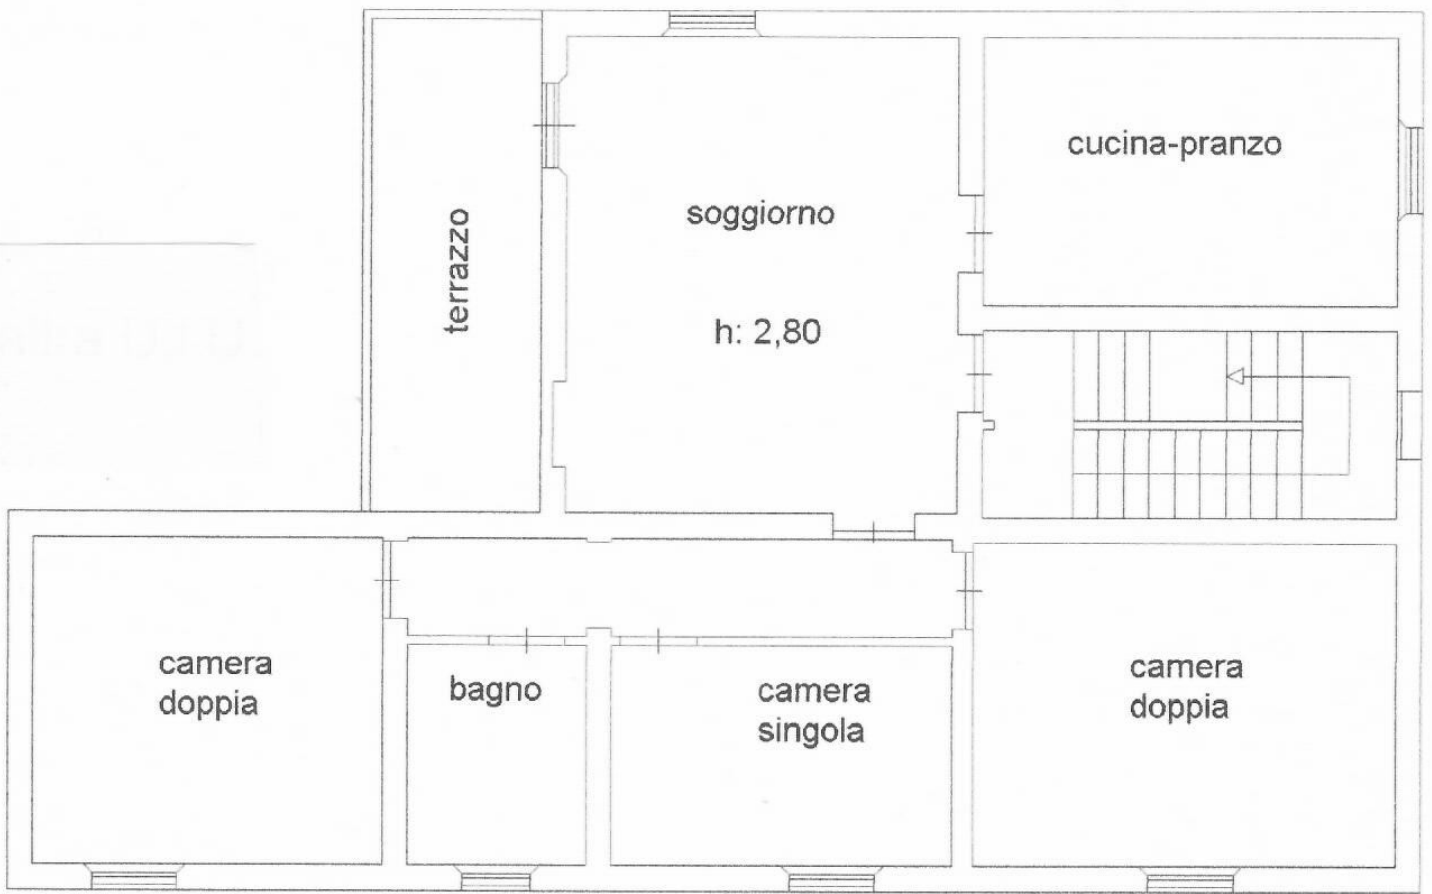 cucina-pranzo
soggiorno
terrazzo
h: 2,80
camera
doppia
bagno
camera
singola
camera
doppia